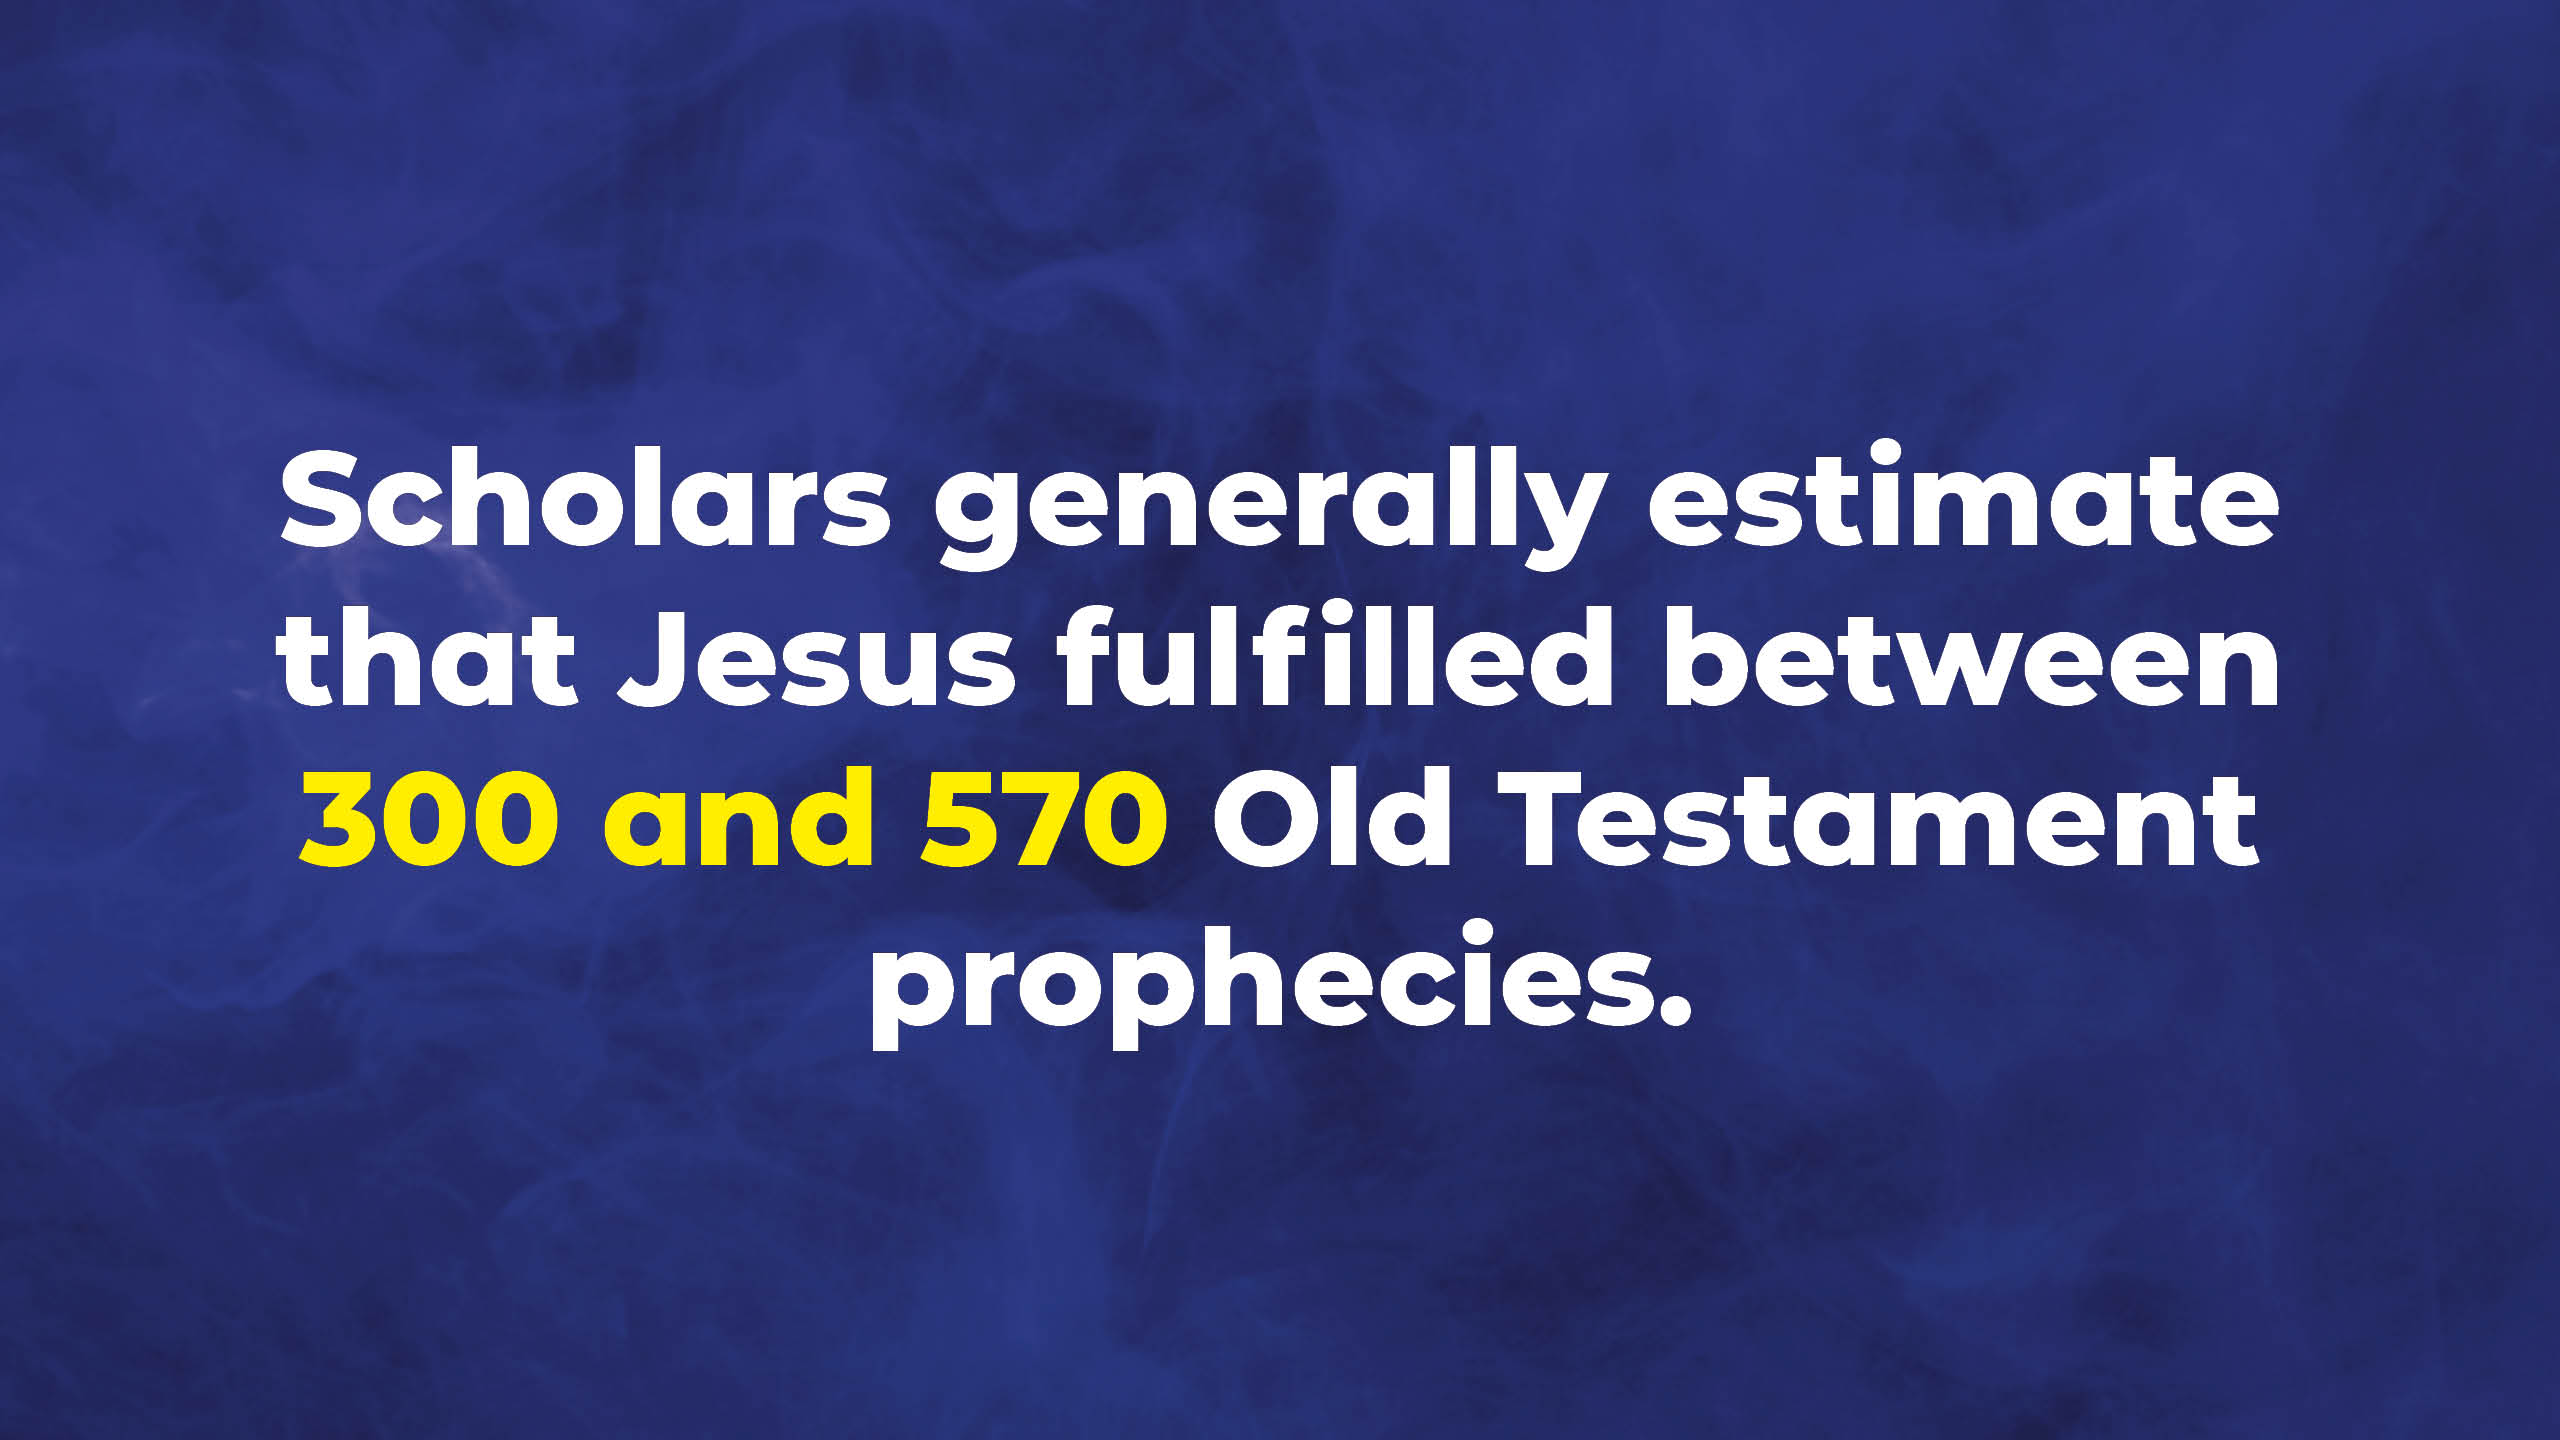 Scholars generally estimate
that Jesus fulfilled between
300 and 570 Old Testament
prophecies.